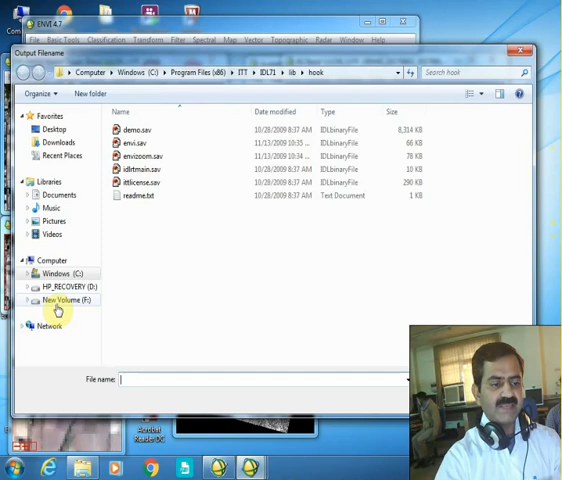 ENVI 4.7
File Basic Tools Classification Transform Filter Spectral Map Vector Topographic Radar Window Help
Output Filename
Computer Windows (C:) Program Files (x86) ITT IDL71 lib hook
Search hook
Organize New folder
Name Date modified Type Size
Favorites
Desktop
Downloads
Recent Places
Libraries
Documents
Music
Pictures
Videos
Computer
Windows (C:)
HP_RECOVERY (D:)
New Volume (F:)
Network
demo.sav 10/28/2009 8:37 AM IDLbinaryFile 8,314 KB
envi.sav 11/13/2009 10:35 ... IDLbinaryFile 66 KB
envizoom.sav 11/13/2009 10:34 ... IDLbinaryFile 78 KB
idlrtmain.sav 10/28/2009 8:37 AM IDLbinaryFile 10 KB
ittlicense.sav 10/28/2009 8:37 AM IDLbinaryFile 290 KB
readme.txt 10/28/2009 8:37 AM Text Document 1 KB
File name:
Acrobat
Reader DC